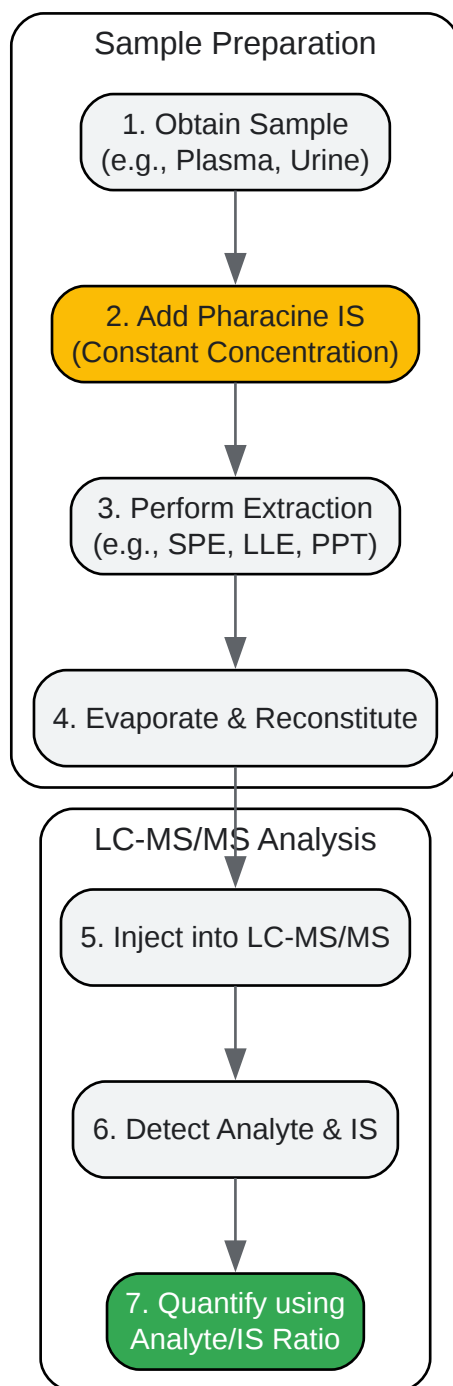 Sample Preparation
1. Obtain Sample
(e.g., Plasma, Urine)
2. Add Pharacine IS
(Constant Concentration)
3. Perform Extraction
(e.g., SPE, LLE, PPT)
4. Evaporate & Reconstitute
LC-MS/MS Analysis
5. Inject into LC-MS/MS
6. Detect Analyte & IS
7. Quantify using
Analyte/IS Ratio